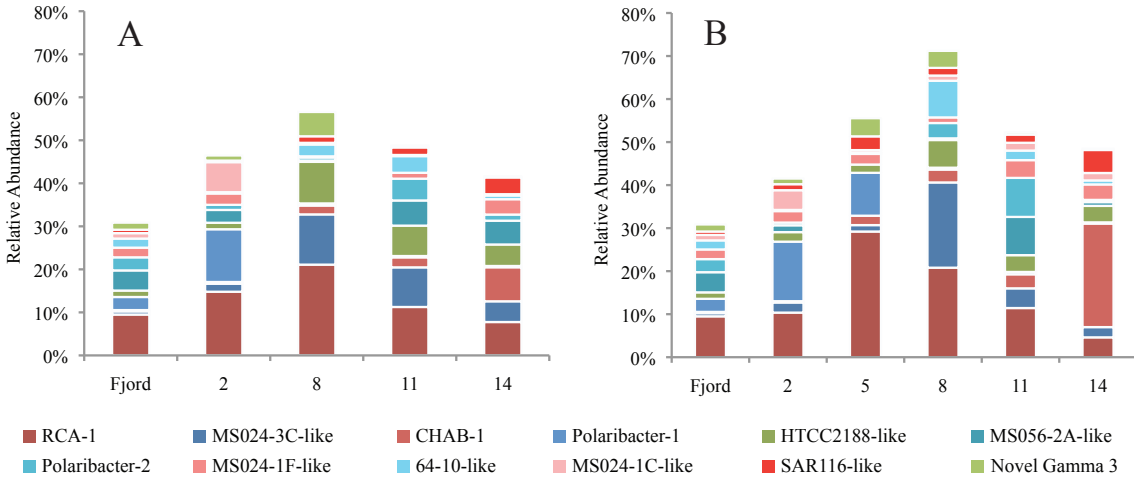 A
B
Relative Abundance
80%
70%
60%
50%
40%
30%
20%
10%
0%
Fjord 2 8 11 14
Relative Abundance
80%
70%
60%
50%
40%
30%
20%
10%
0%
Fjord 2 5 8 11 14
RCA-1 MS024-3C-like CHAB-1 Polaribacter-1 HTCC2188-like MS056-2A-like
Polaribacter-2 MS024-1F-like 64-10-like MS024-1C-like SAR116-like Novel Gamma 3